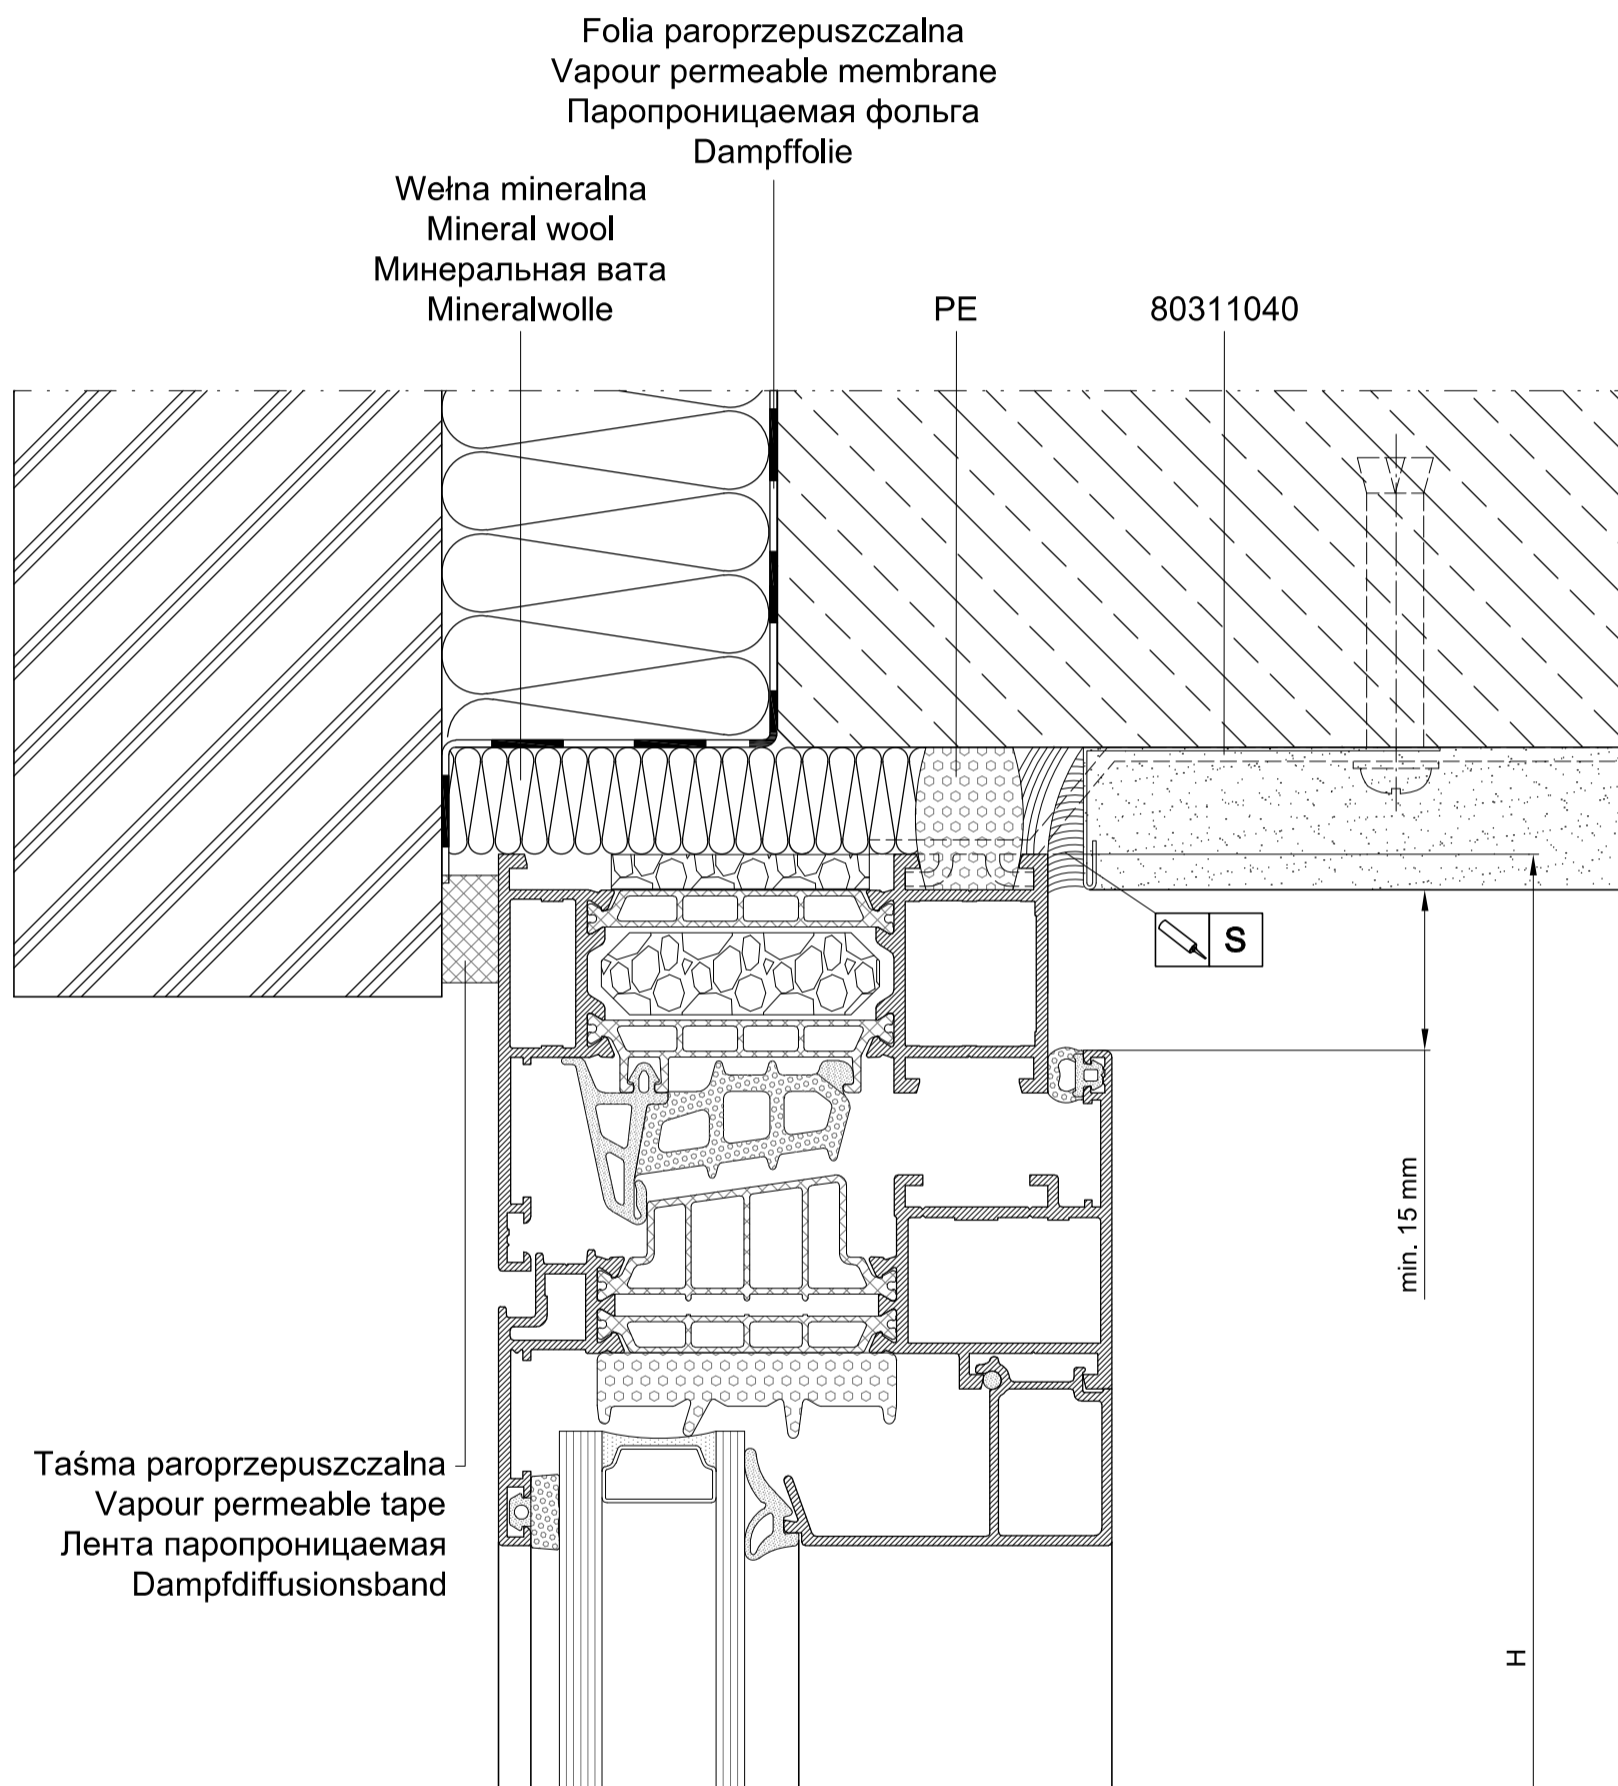 Folia paroprzepuszczalna
Vapour permeable membrane
Паропроницаемая фольга
Dampffolie
Wełna mineralna
Mineral wool
Минеральная вата
Mineralwolle
PE
80311040
S
min. 15 mm
Taśma paroprzepuszczalna
Vapour permeable tape
Лента паропроницаемая
Dampfdiffusionsband
H